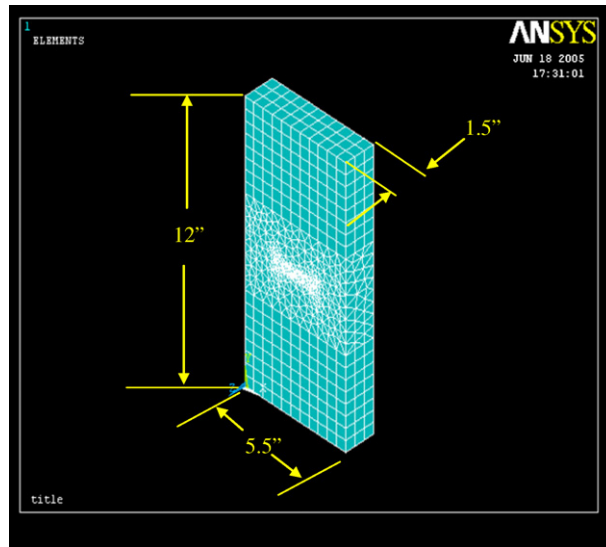 1
ELEMENTS
ANSYS
JUN 18 2005
17:31:01
1.5”
12”
5.5”
title